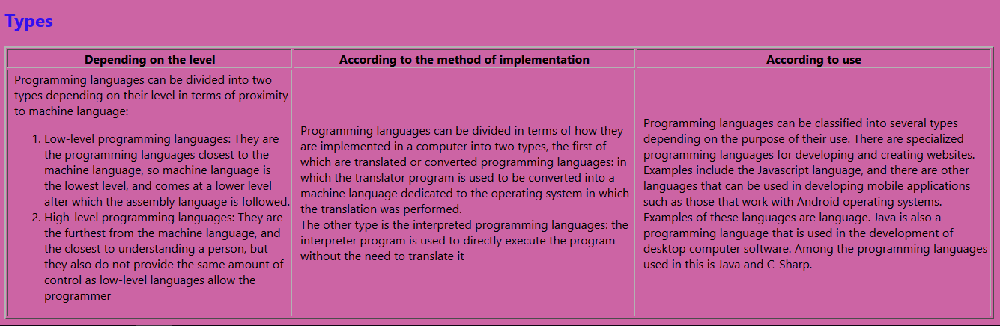 Types
Depending on the level
Programming languages can be divided into two
types depending on their level in terms of proximity
to machine language:
1. Low-level programming languages: They are
the programming languages closest to the
machine language, so machine language is
the lowest level, and comes at a lower level
after which the assembly language is followed.
2. High-level programming languages: They are
the furthest from the machine language, and
the closest to understanding a person, but
they also do not provide the same amount of
control as low-level languages allow the
programmer
According to the method of implementation
Programming languages can be divided in terms of how they
are implemented in a computer into two types, the first of
which are translated or converted programming languages: in
which the translator program is used to be converted into a
machine language dedicated to the operating system in which
the translation was performed.
The other type is the interpreted programming languages: the
interpreter program is used to directly execute the program
without the need to translate it
According to use
Programming languages can be classified into several types
depending on the purpose of their use. There are specialized
programming languages for developing and creating websites.
Examples include the Javascript language, and there are other
languages that can be used in developing mobile applications
such as those that work with Android operating systems.
Examples of these languages are language. Java is also a
programming language that is used in the development of
desktop computer software. Among the programming languages
used in this is Java and C-Sharp.